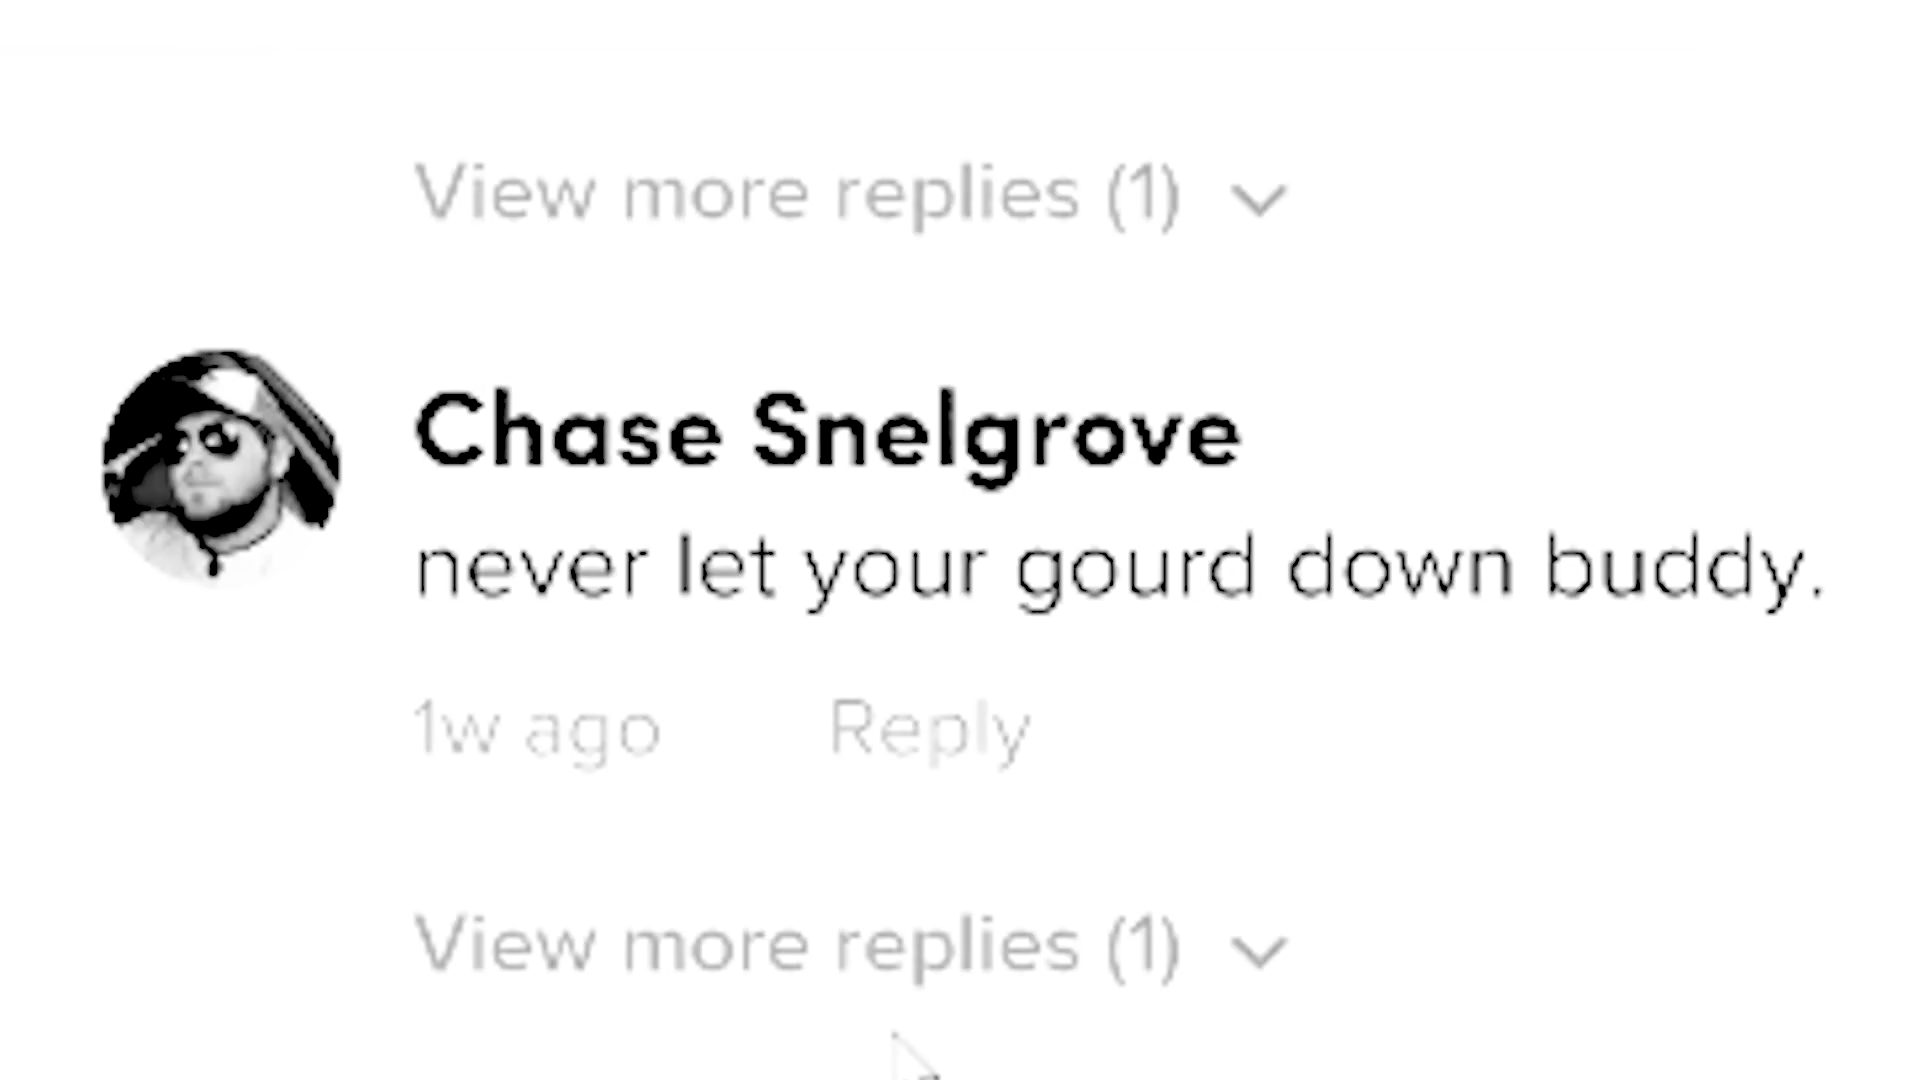 View more replies (1)
Chase Snelgrove
never let your gourd down buddy.
1w ago Reply
View more replies (1)